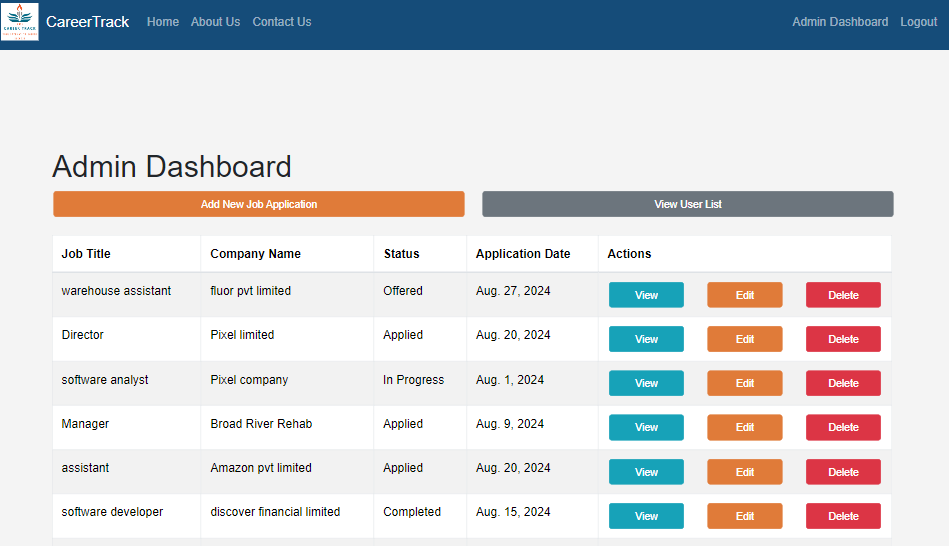 CAREER TRACK
CareerTrack Home About Us Contact Us Admin Dashboard Logout
Admin Dashboard
Add New Job Application View User List
Job Title Company Name Status Application Date Actions
warehouse assistant fluor pvt limited Offered Aug. 27, 2024 View Edit Delete
Director Pixel limited Applied Aug. 20, 2024 View Edit Delete
software analyst Pixel company In Progress Aug. 1, 2024 View Edit Delete
Manager Broad River Rehab Applied Aug. 9, 2024 View Edit Delete
assistant Amazon pvt limited Applied Aug. 20, 2024 View Edit Delete
software developer discover financial limited Completed Aug. 15, 2024 View Edit Delete